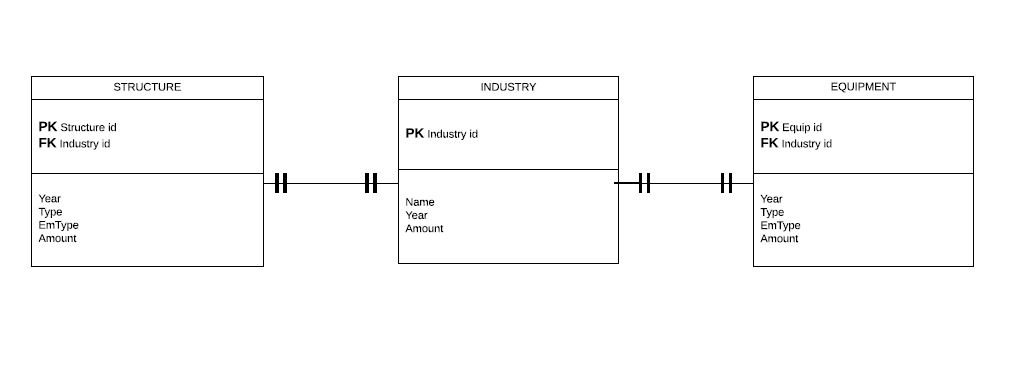 STRUCTURE
PK Structure id
FK Industry id
Year
Type
EmType
Amount
INDUSTRY
PK Industry id
Name
Year
Amount
EQUIPMENT
PK Equip id
FK Industry id
Year
Type
EmType
Amount